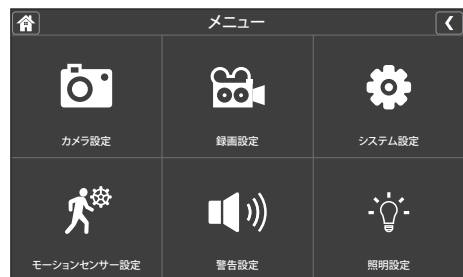 メニュー
カメラ設定
録画設定
システム設定
モーションセンサー設定
警告設定
照明設定